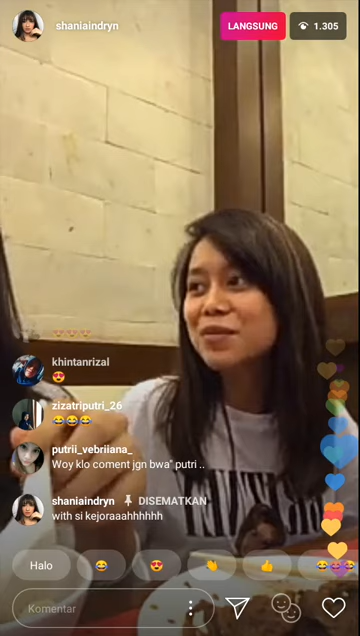 shaniaindryn
LANGSUNG
1.305
khintanrizal
😍
zizatriputri_26
😂😂😂
putrii_vebriiana_
Woy klo coment jgn bwa" putri ..
shaniaindryn DISEMATKAN
with si kejoraaahhhhhh
Halo
Komentar